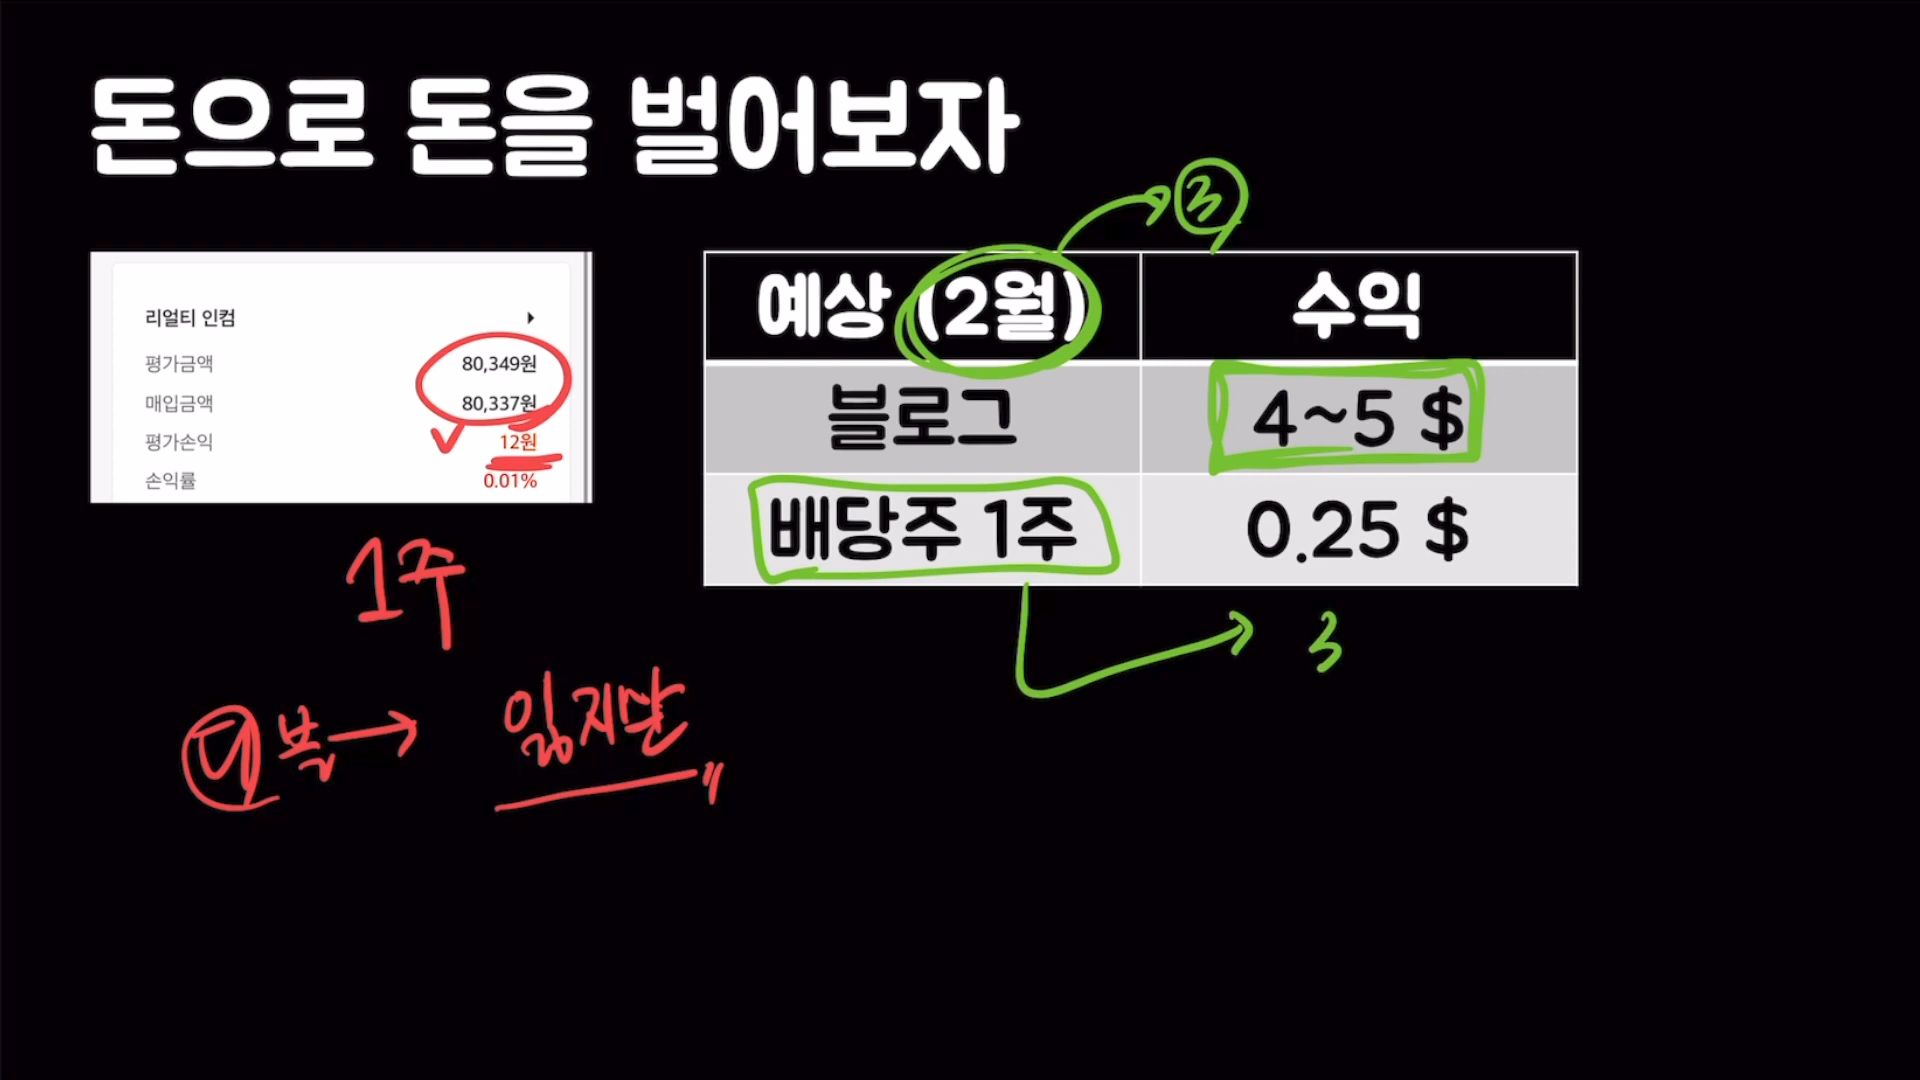 돈으로 돈을 벌어보자
③
리얼티 인컴
평가금액 80,349원
매입금액 80,337원
평가손익 12원
손익률 0.01%
예상 (2월) 수익
블로그 4~5 $
배당주 1주 0.25 $
1주
3
잃지말